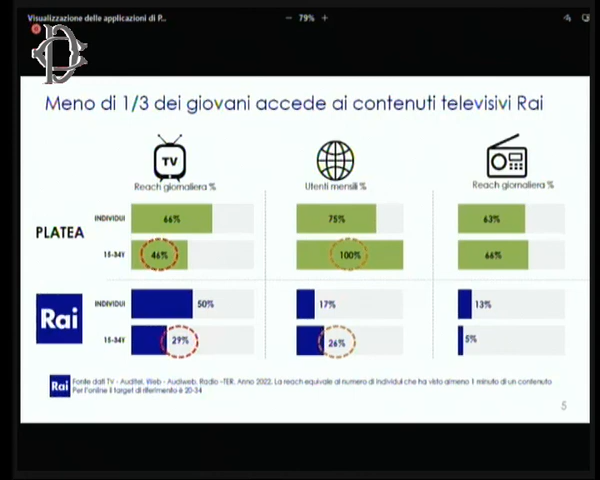 Visualizzazione delle applicazioni di P...
79%
Meno di 1/3 dei giovani accede ai contenuti televisivi Rai
TV
Reach giornaliera %
Utenti mensili %
Reach giornaliera %
PLATEA
INDIVIDUI
66%
75%
63%
15-34Y
46%
100%
66%
Rai
INDIVIDUI
50%
17%
13%
15-34Y
29%
26%
5%
Rai
Fonte dati TV - Auditel, Web - Audiweb, Radio -TER. Anno 2022. La reach equivale al numero di individui che ha visto almeno 1 minuto di un contenuto
Per l'online il target di riferimento è 20-34
5